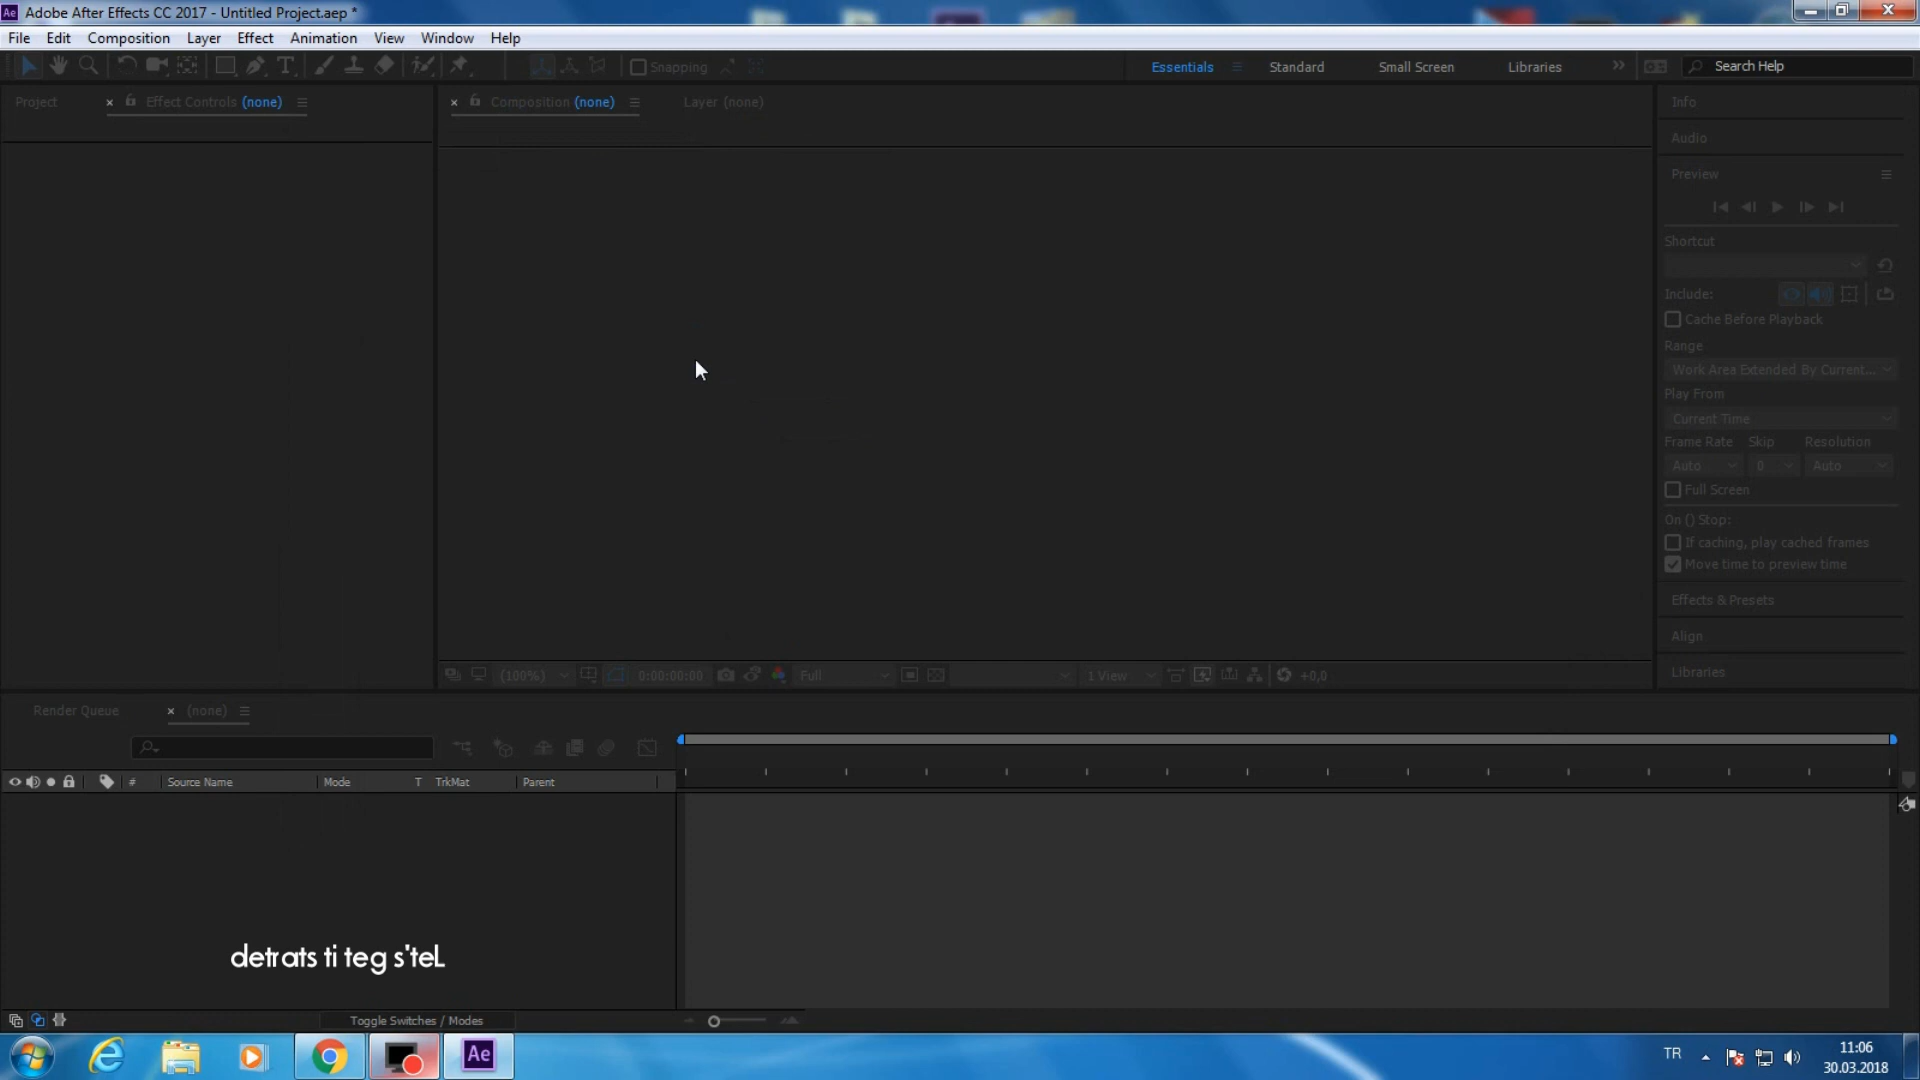 Adobe After Effects CC 2017 - Untitled Project.aep *
File Edit Composition Layer Effect Animation View Window Help
Snapping Essentials Standard Small Screen Libraries Search Help
Project Effect Controls (none) Composition (none) Layer (none) Info
Audio
Preview
Shortcut
Include:
Cache Before Playback
Range
Work Area Extended By Current...
Play From
Current Time
Frame Rate Skip Resolution
Auto 0 Auto
Full Screen
On () Stop:
If caching, play cached frames
Move time to preview time
Effects & Presets
Align
Libraries
(100%) 0:00:00:00 Full 1 View +0,0
Render Queue (none)
# Source Name Mode T TrkMat Parent
detrats ti teg s'teL
Toggle Switches / Modes
Ae TR 11:06
30.03.2018